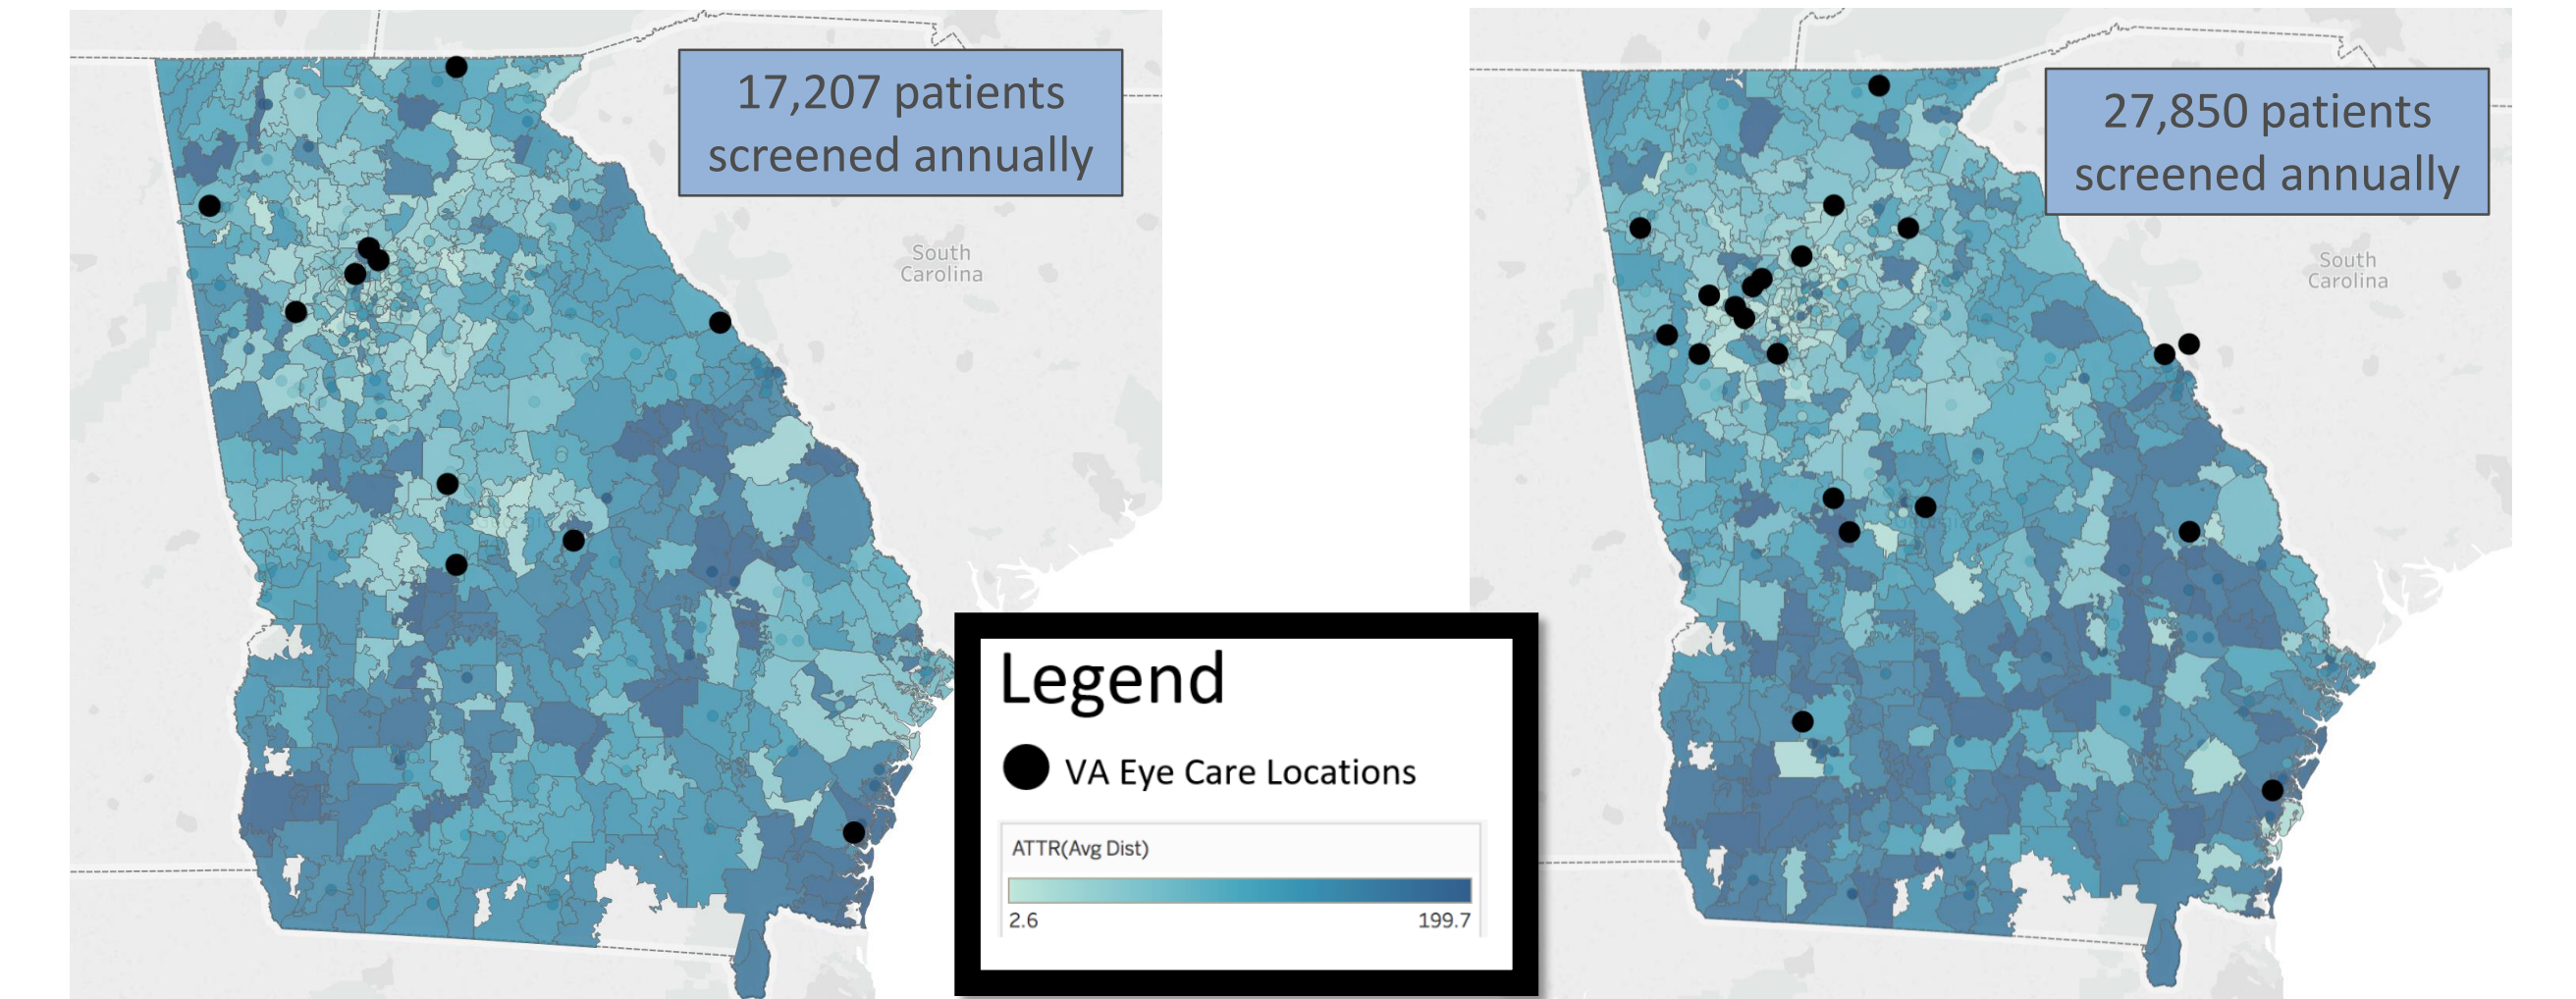 17,207 patients
screened annually
South
Carolina
Georgia
27,850 patients
screened annually
South
Carolina
Legend
VA Eye Care Locations
ATTR(Avg Dist)
2.6
199.7